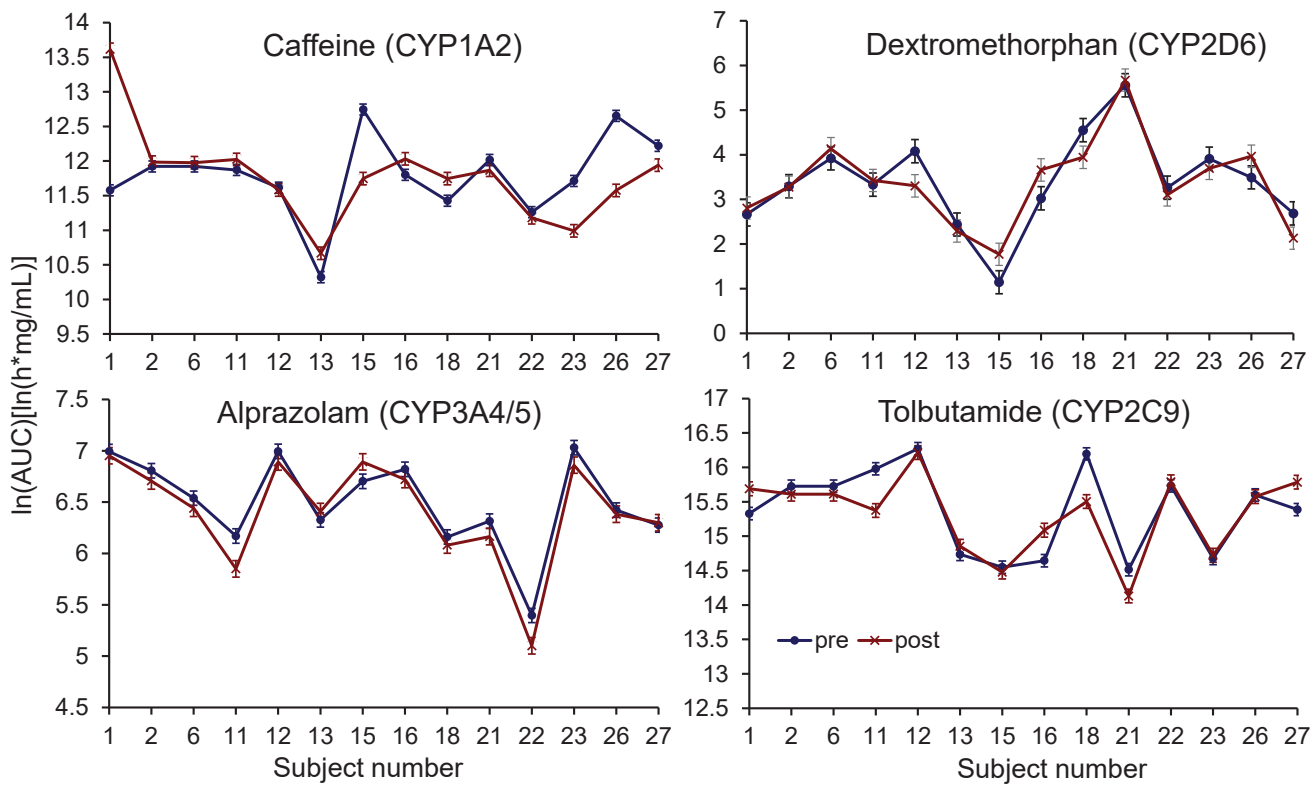 ln(AUC)[ln(h*mg/mL)]
Caffeine (CYP1A2)
14
13.5
13
12.5
12
11.5
11
10.5
10
9.5
1 2 6 11 12 13 15 16 18 21 22 23 26 27
Dextromethorphan (CYP2D6)
7
6
5
4
3
2
1
0
1 2 6 11 12 13 15 16 18 21 22 23 26 27
Alprazolam (CYP3A4/5)
7.5
7
6.5
6
5.5
5
4.5
1 2 6 11 12 13 15 16 18 21 22 23 26 27
Subject number
Tolbutamide (CYP2C9)
17
16.5
16
15.5
15
14.5
14
13.5
13
12.5
pre post
1 2 6 11 12 13 15 16 18 21 22 23 26 27
Subject number